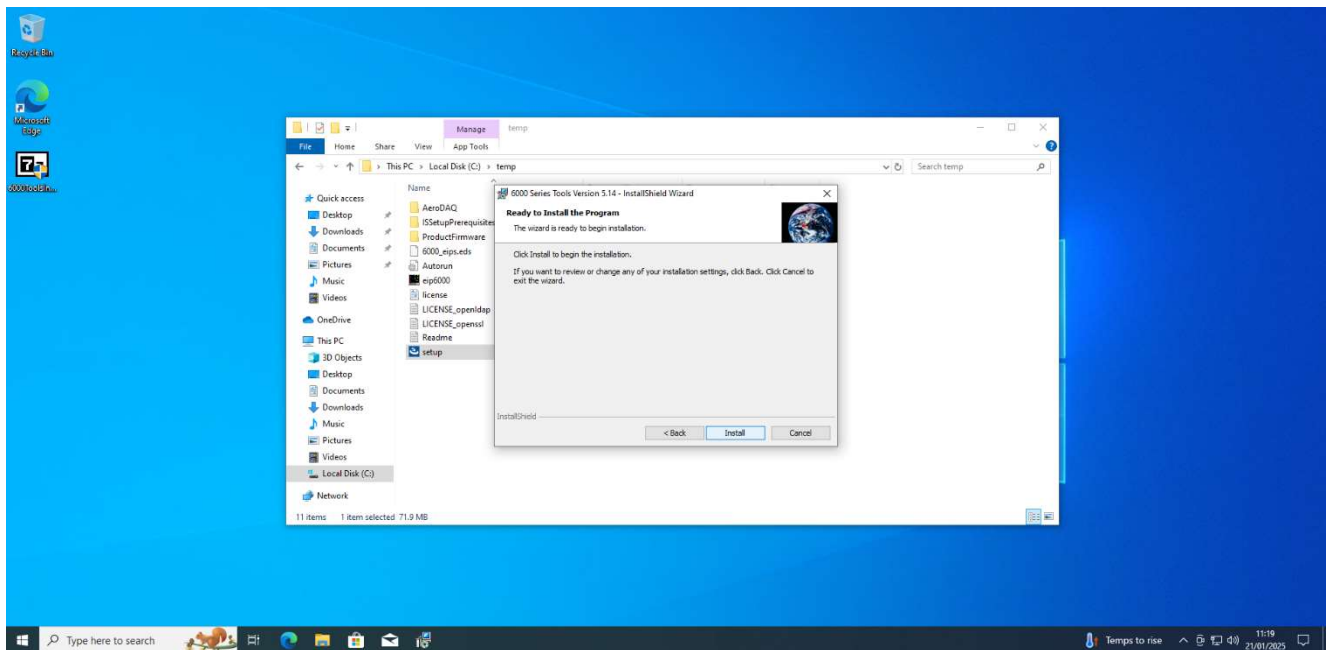 Recycle Bin
Microsoft
Edge
6000ToolsIn...
Manage temp
File Home Share View App Tools
This PC > Local Disk (C:) > temp
Search temp
Name
Quick access
Desktop
Downloads
Documents
Pictures
Music
Videos
OneDrive
This PC
3D Objects
Desktop
Documents
Downloads
Music
Pictures
Videos
Local Disk (C:)
Network
AeroDAQ
ISSetupPrerequisites
ProductFirmware
6000_eips.eds
Autorun
eip6000
license
LICENSE_openldap
LICENSE_openssl
Readme
setup
6000 Series Tools Version 5.14 - InstallShield Wizard
Ready to Install the Program
The wizard is ready to begin installation.
Click Install to begin the installation.
If you want to review or change any of your installation settings, click Back. Click Cancel to
exit the wizard.
InstallShield
< Back Install Cancel
11 items 1 item selected 71.9 MB
Type here to search
Temps to rise
11:19
21/01/2025